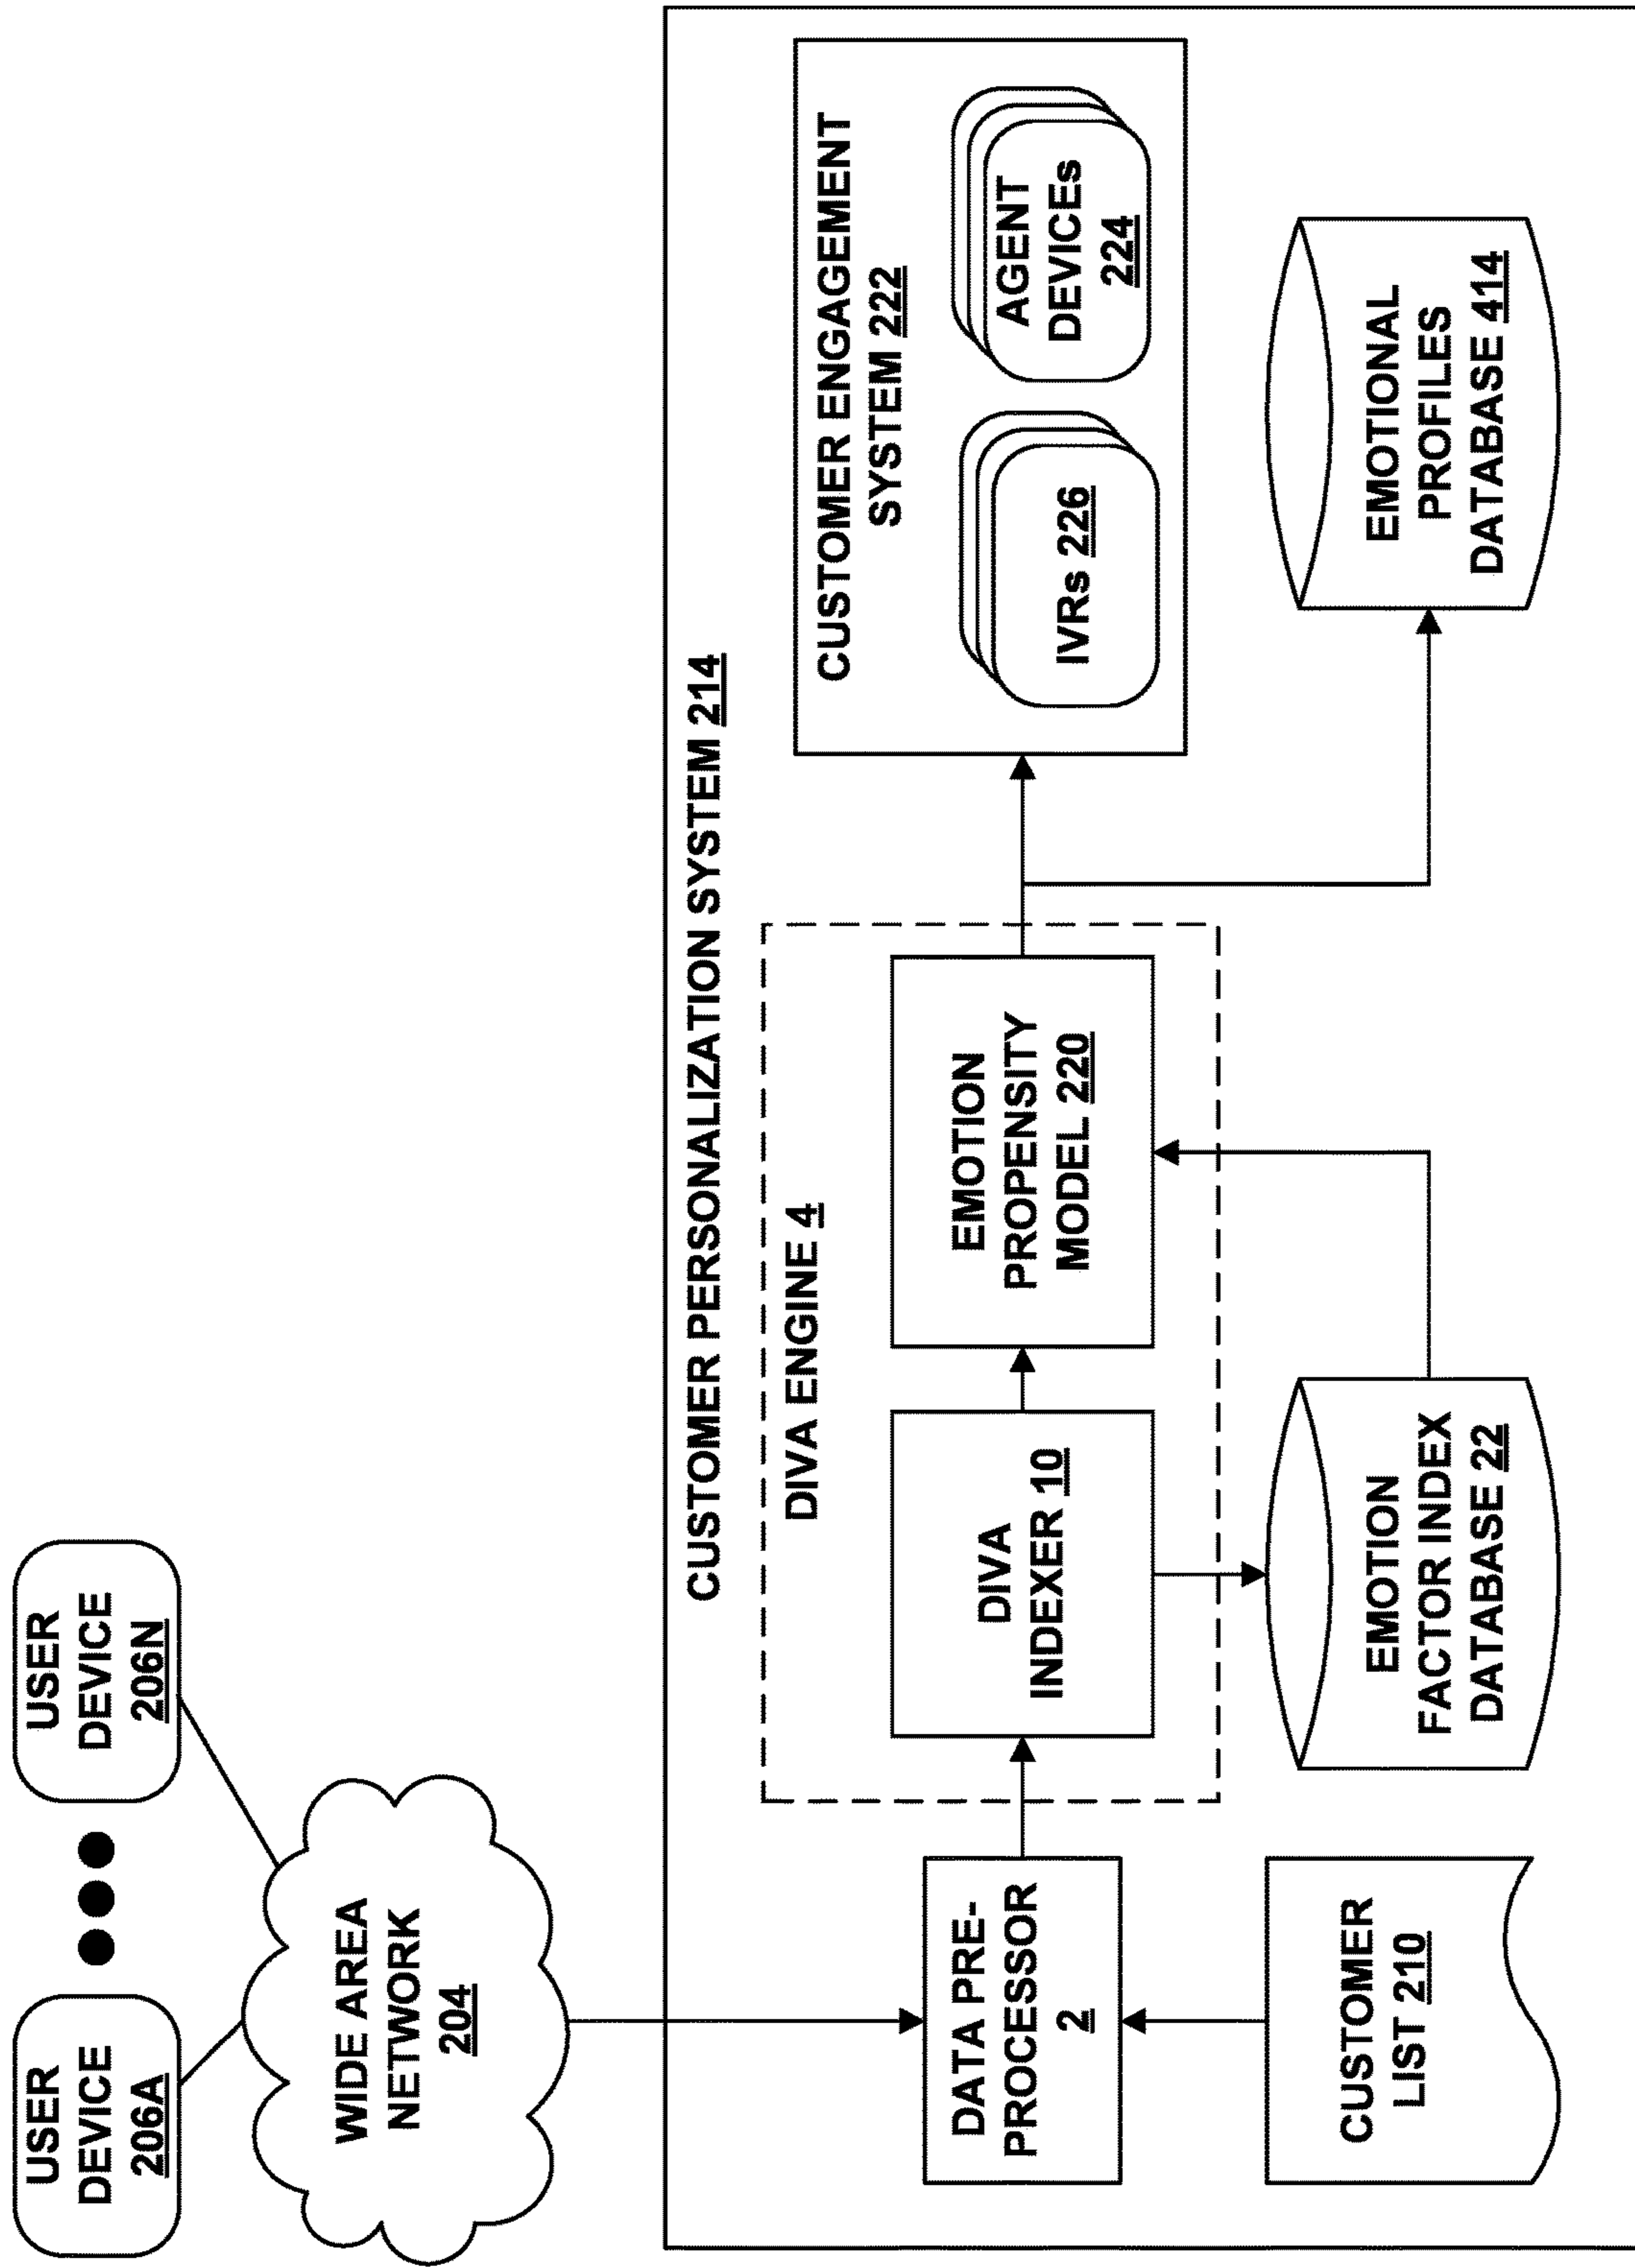 USER
DEVICE
206A
USER
DEVICE
206N
WIDE AREA
NETWORK
204
CUSTOMER PERSONALIZATION SYSTEM 214
DIVA ENGINE 4
DATA PRE-
PROCESSOR
2
DIVA
INDEXER 10
EMOTION
PROPENSITY
MODEL 220
CUSTOMER ENGAGEMENT
SYSTEM 222
IVRs 226
AGENT
DEVICEs
224
CUSTOMER
LIST 210
EMOTION
FACTOR INDEX
DATABASE 22
EMOTIONAL
PROFILES
DATABASE 414